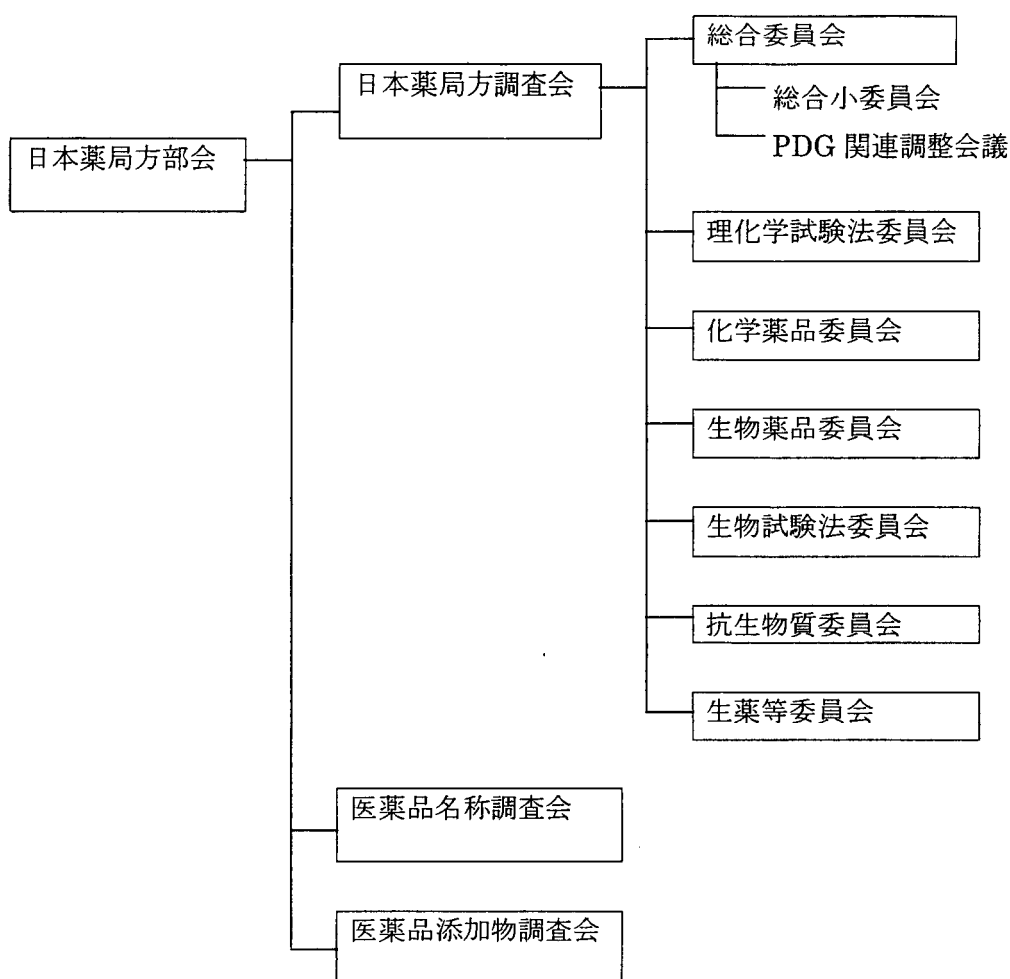 日本薬局方部会
日本薬局方調査会
総合委員会
総合小委員会
PDG 関連調整会議
理化学試験法委員会
化学薬品委員会
生物薬品委員会
生物試験法委員会
抗生物質委員会
生薬等委員会
医薬品名称調査会
医薬品添加物調査会